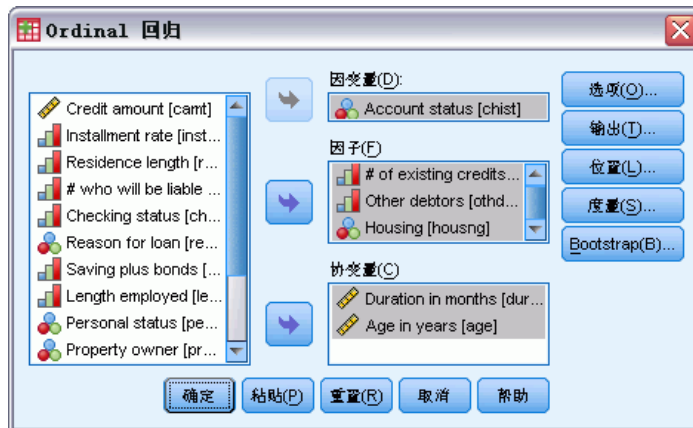 Ordinal 回归
Credit amount [camt]
Installment rate [inst...
Residence length [r...
# who will be liable ...
Checking status [ch...
Reason for loan [re...
Saving plus bonds [...
Length employed [le...
Personal status [pe...
Property owner [pr...
因变量(D):
Account status [chist]
因子(F)
# of existing credits...
Other debtors [othd...
Housing [housng]
协变量(C)
Duration in months [dur...
Age in years [age]
选项(O)...
输出(T)...
位置(L)...
度量(S)...
Bootstrap(B)...
确定
粘贴(P)
重置(R)
取消
帮助